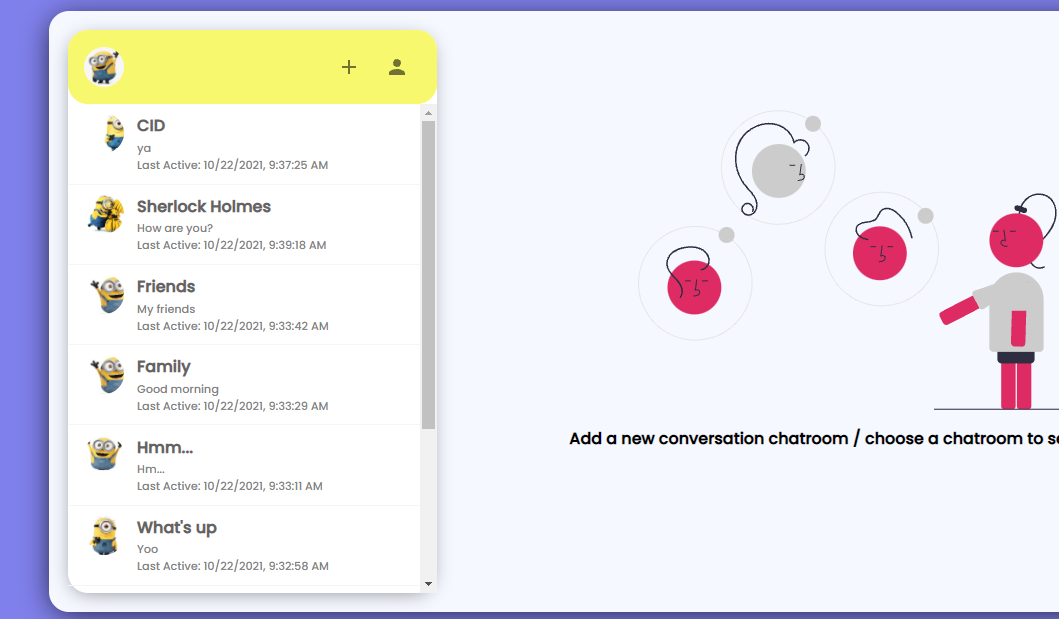 CID
ya
Last Active: 10/22/2021, 9:37:25 AM
Sherlock Holmes
How are you?
Last Active: 10/22/2021, 9:39:18 AM
Friends
My friends
Last Active: 10/22/2021, 9:33:42 AM
Family
Good morning
Last Active: 10/22/2021, 9:33:29 AM
Hmm...
Hm...
Last Active: 10/22/2021, 9:33:11 AM
What's up
Yoo
Last Active: 10/22/2021, 9:32:58 AM
Add a new conversation chatroom / choose a chatroom to